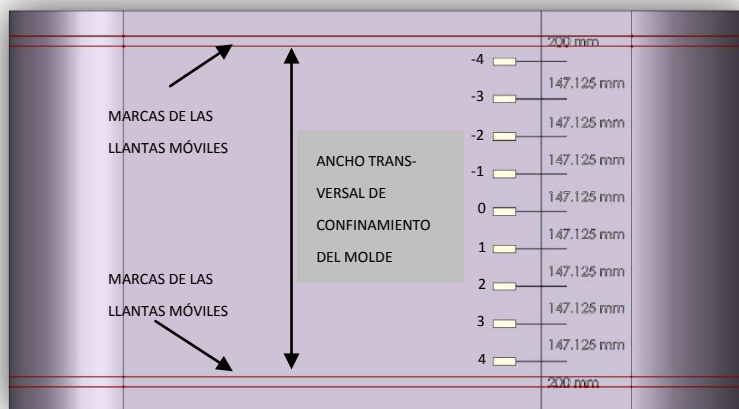 200 mm
-4
147.125 mm
-3
147.125 mm
-2
147.125 mm
-1
147.125 mm
0
147.125 mm
1
147.125 mm
2
147.125 mm
3
147.125 mm
4
200 mm
MARCAS DE LAS
LLANTAS MÓVILES
ANCHO TRANS-
VERSAL DE
CONFINAMIENTO
DEL MOLDE
MARCAS DE LAS
LLANTAS MÓVILES